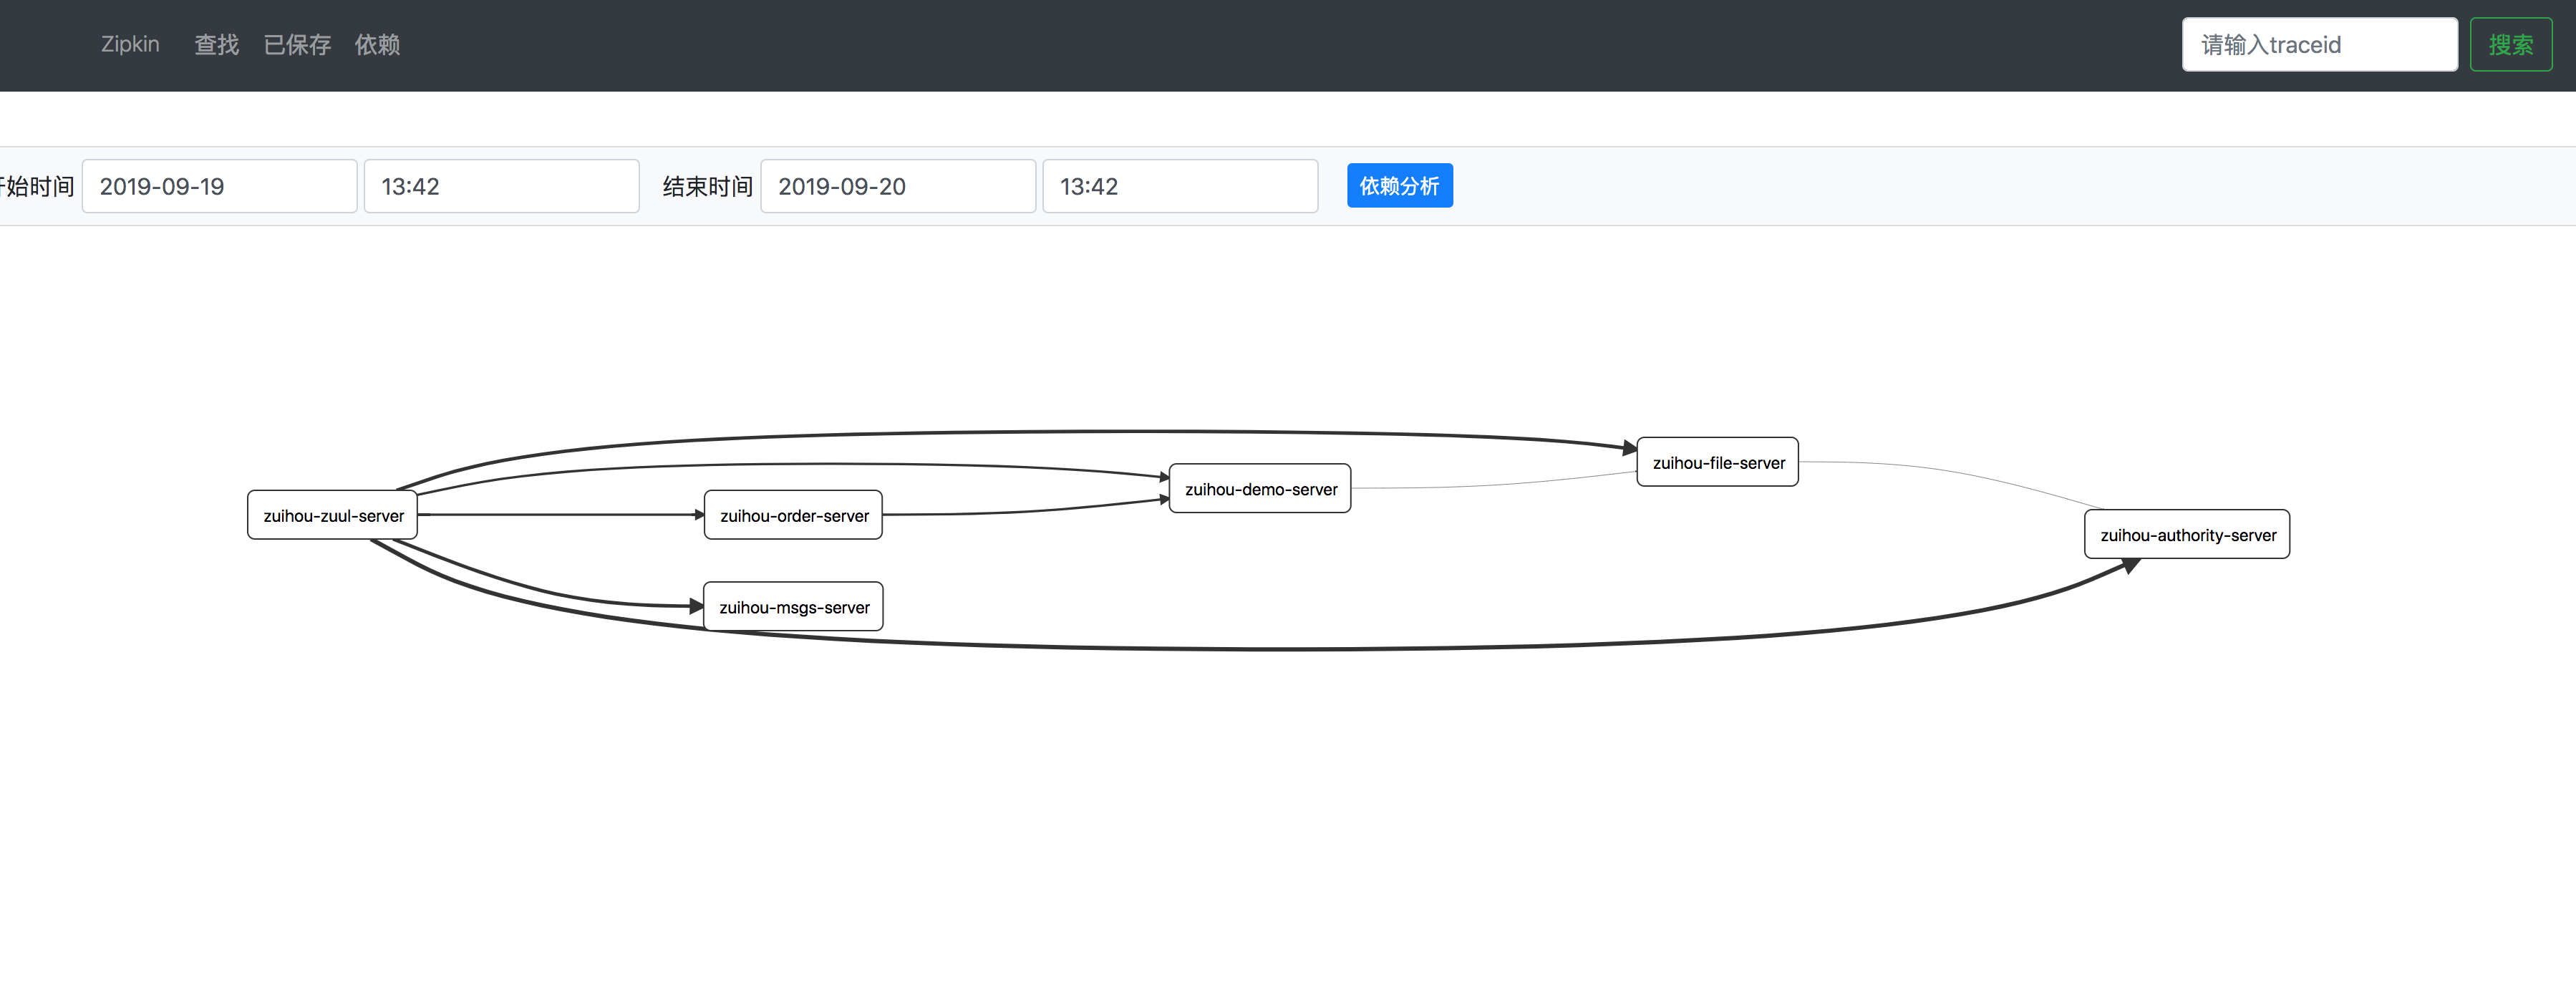 Zipkin 查找 已保存 依赖 请输入traceid 搜索
始时间 2019-09-19 13:42 结束时间 2019-09-20 13:42 依赖分析
zuihou-file-server
zuihou-demo-server
zuihou-zuul-server zuihou-order-server
zuihou-authority-server
zuihou-msgs-server